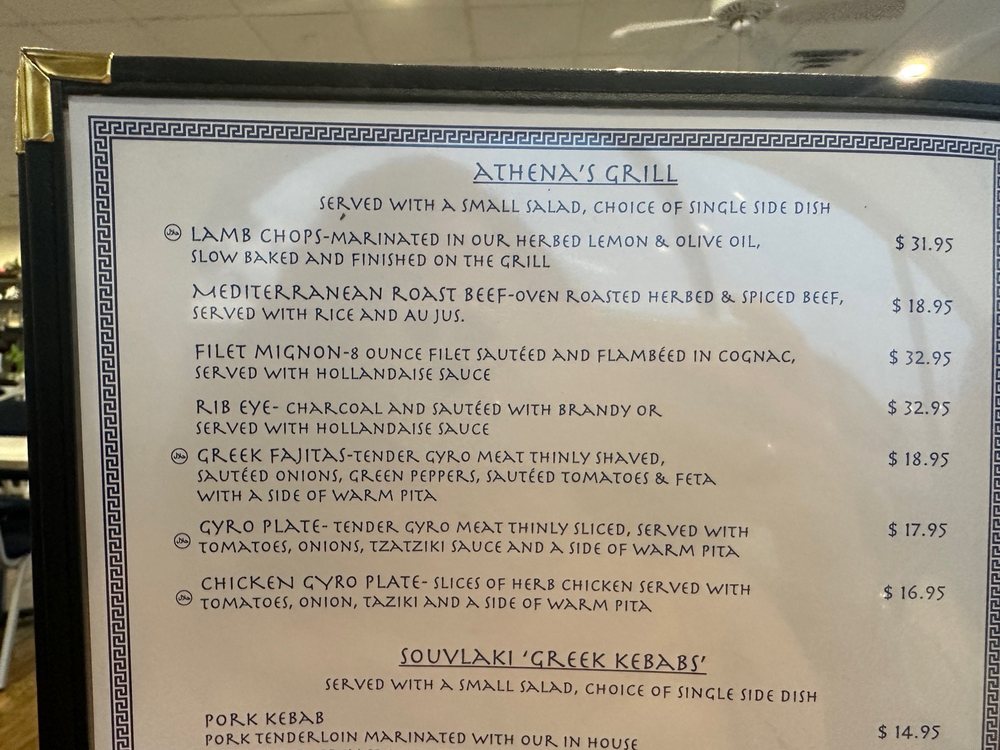 ATHENA'S GRILL
SERVED WITH A SMALL SALAD, CHOICE OF SINGLE SIDE DISH
حلال LAMB CHOPS-MARINATED IN OUR HERBED LEMON & OLIVE OIL, $ 31.95
SLOW BAKED AND FINISHED ON THE GRILL
MEDITERRANEAN ROAST BEEF-OVEN ROASTED HERBED & SPICED BEEF, $ 18.95
SERVED WITH RICE AND AU JUS.
FILET MIGNON-8 OUNCE FILET SAUTÉED AND FLAMBÉED IN COGNAC, $ 32.95
SERVED WITH HOLLANDAISE SAUCE
RIB EYE- CHARCOAL AND SAUTÉED WITH BRANDY OR $ 32.95
SERVED WITH HOLLANDAISE SAUCE
حلال GREEK FAJITAS-TENDER GYRO MEAT THINLY SHAVED, $ 18.95
SAUTÉED ONIONS, GREEN PEPPERS, SAUTÉED TOMATOES & FETA
WITH A SIDE OF WARM PITA
GYRO PLATE- TENDER GYRO MEAT THINLY SLICED, SERVED WITH $ 17.95
حلال TOMATOES, ONIONS, TZATZIKI SAUCE AND A SIDE OF WARM PITA
CHICKEN GYRO PLATE- SLICES OF HERB CHICKEN SERVED WITH $ 16.95
حلال TOMATOES, ONION, TAZIKI AND A SIDE OF WARM PITA
SOUVLAKI 'GREEK KEBABS'
SERVED WITH A SMALL SALAD, CHOICE OF SINGLE SIDE DISH
PORK KEBAB $ 14.95
PORK TENDERLOIN MARINATED WITH OUR IN HOUSE